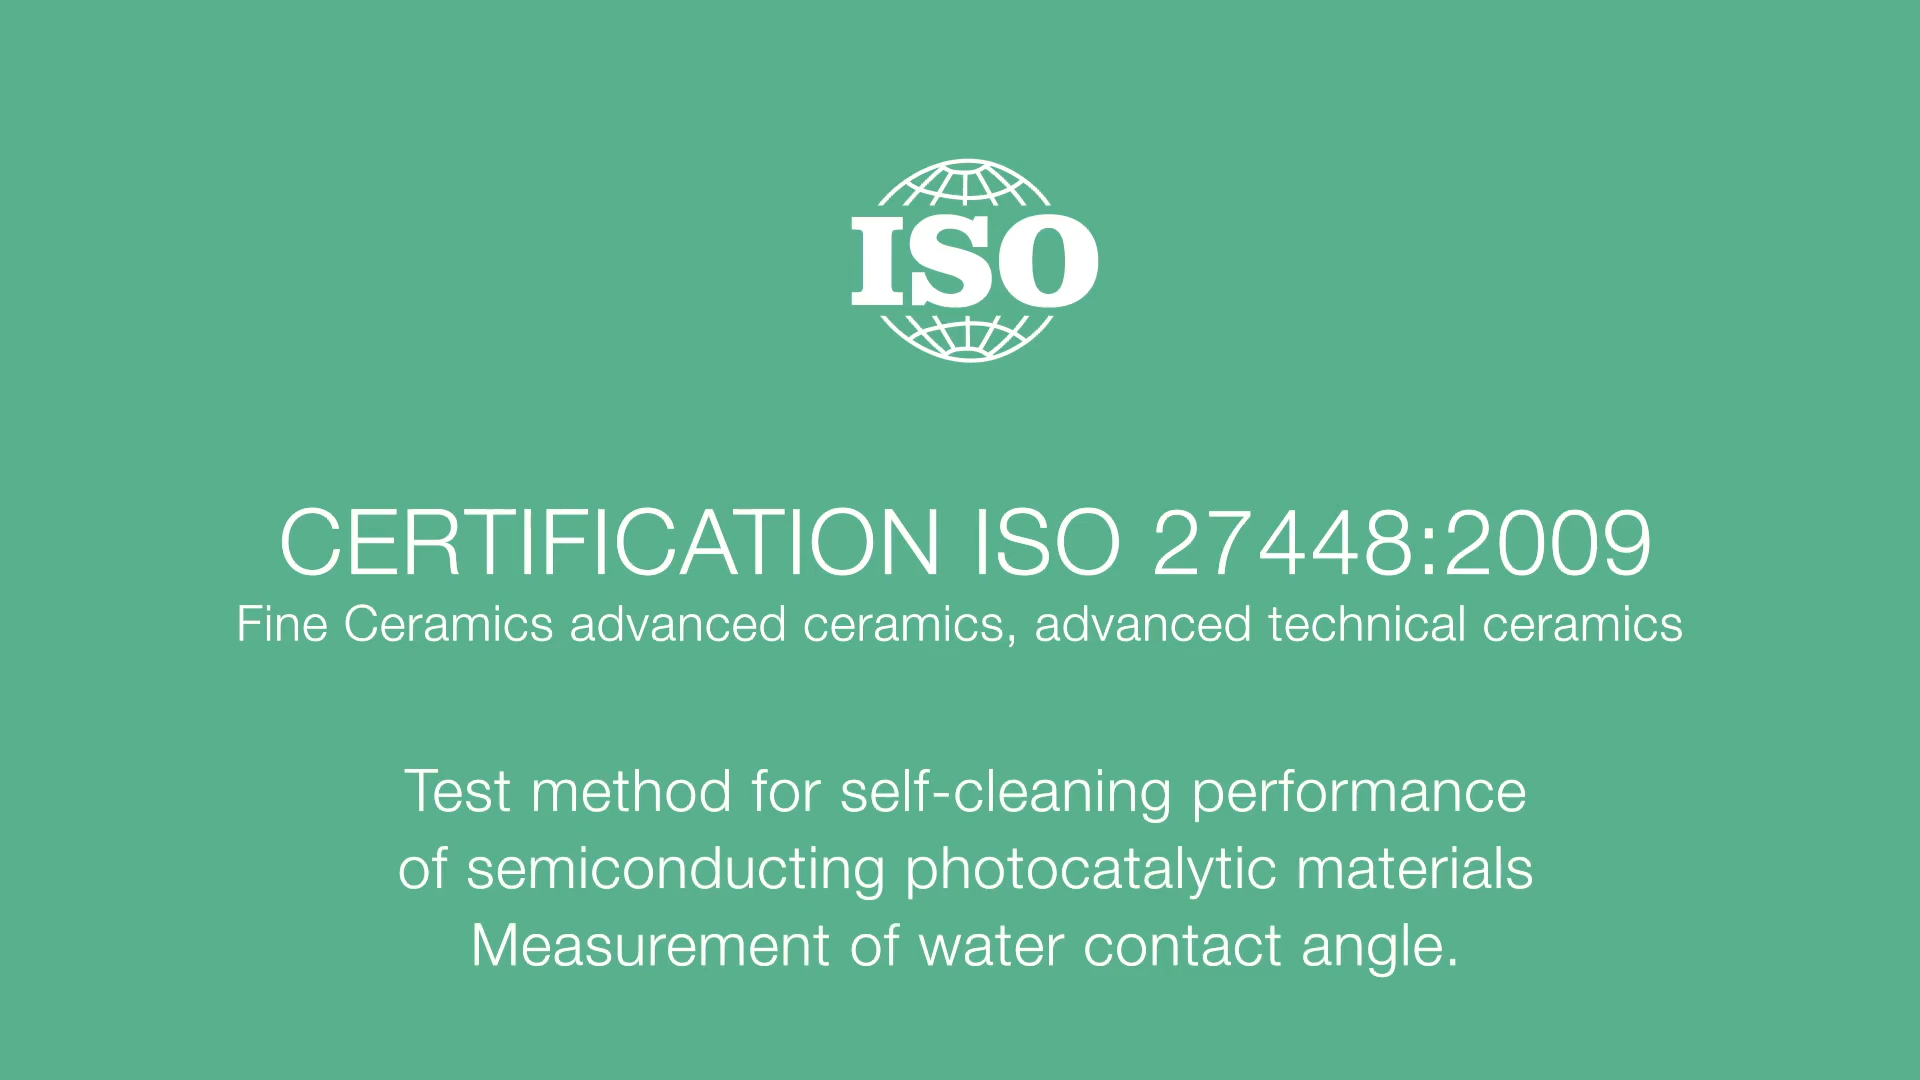 ISO
CERTIFICATION ISO 27448:2009
Fine Ceramics advanced ceramics, advanced technical ceramics
Test method for self-cleaning performance
of semiconducting photocatalytic materials
Measurement of water contact angle.